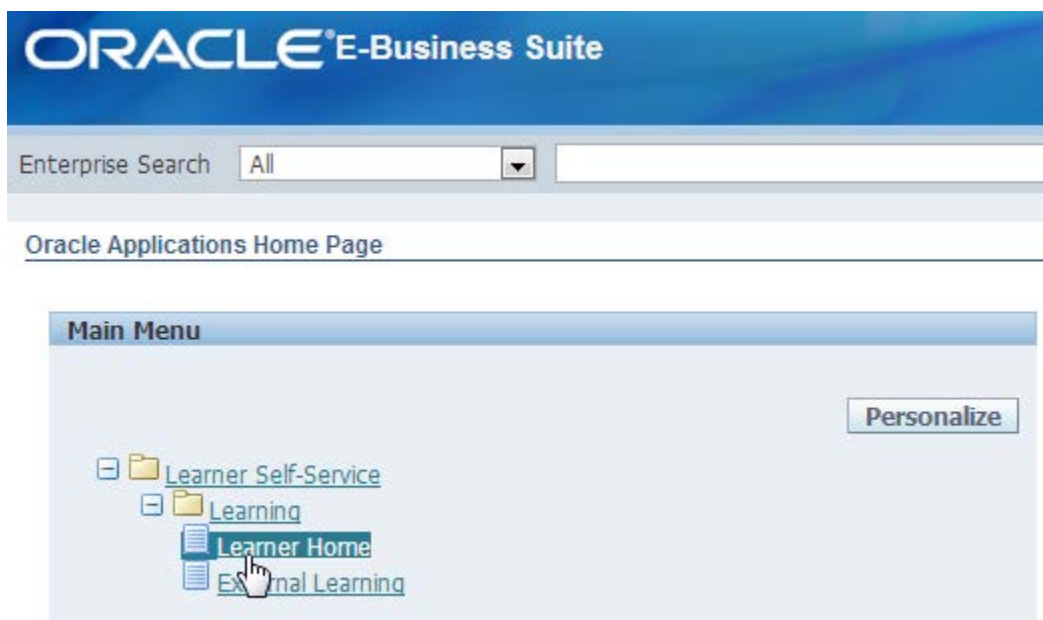 ORACLE® E-Business Suite
Enterprise Search All
Oracle Applications Home Page
Main Menu
Personalize
Learner Self-Service
Learning
Learner Home
External Learning